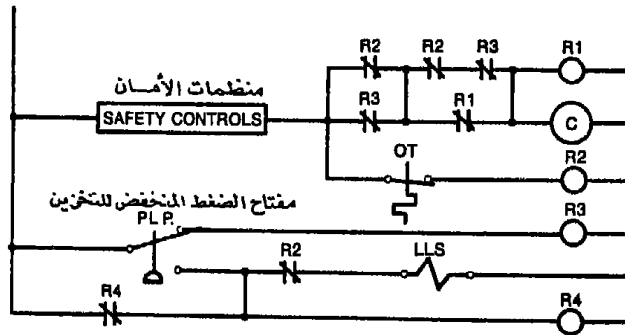 R2 R2 R3 R1
منظمات الأمان
SAFETY CONTROLS
R3 R1 C
OT
R2
مفتاح الضغط المنخفض للتخزين
P.L.P. R3
R2 LLS
R4 R4